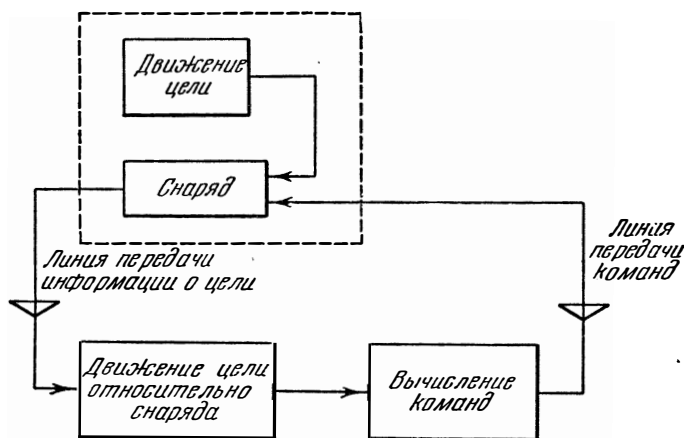 Движение
цели
Снаряд
Линия передачи
информации о цели
Линия
передачи
команд
Движение цели
относительно
снаряда
Вычисление
команд